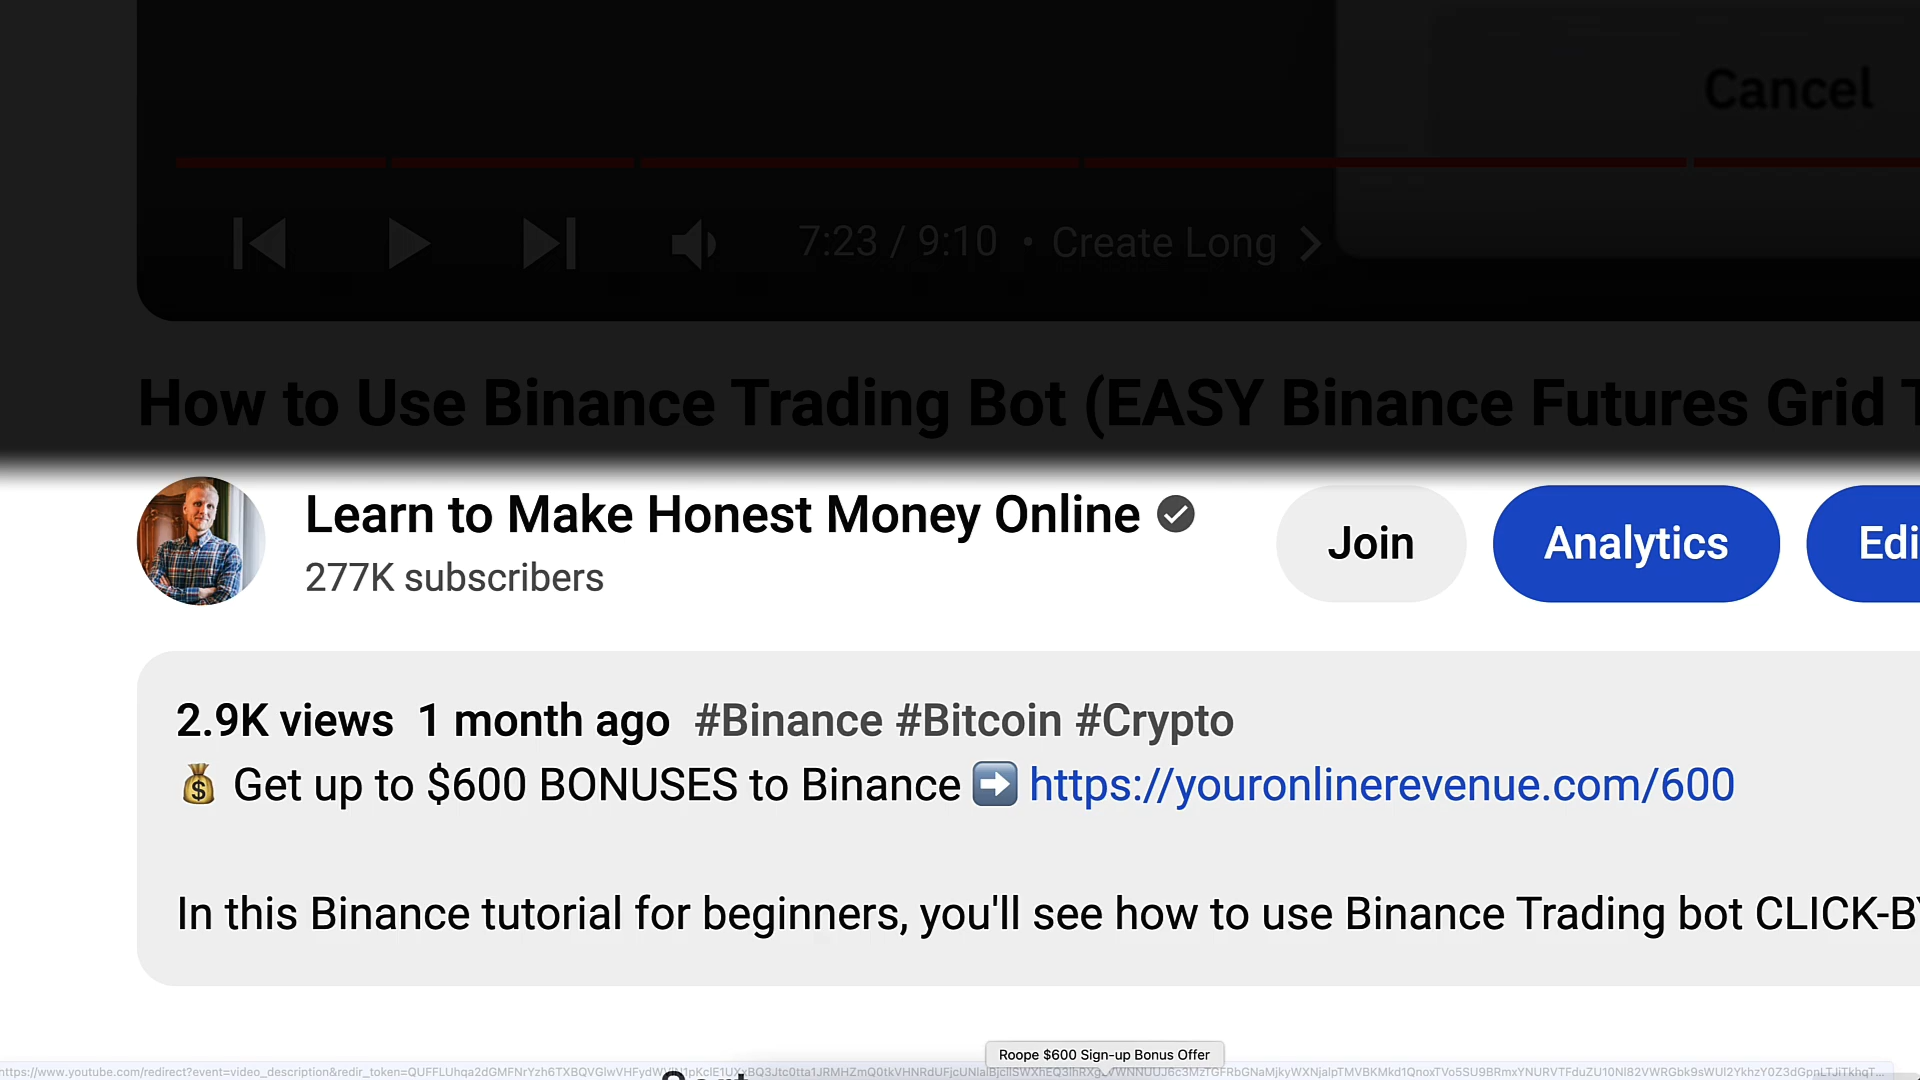 Cancel
7:23 / 9:10 • Create Long
How to Use Binance Trading Bot (EASY Binance Futures Grid T
Learn to Make Honest Money Online
277K subscribers
Join
Analytics
Edi
2.9K views 1 month ago #Binance #Bitcoin #Crypto
💰 Get up to $600 BONUSES to Binance ➡️ https://youronlinerevenue.com/600
In this Binance tutorial for beginners, you'll see how to use Binance Trading bot CLICK-BY
Roope $600 Sign-up Bonus Offer